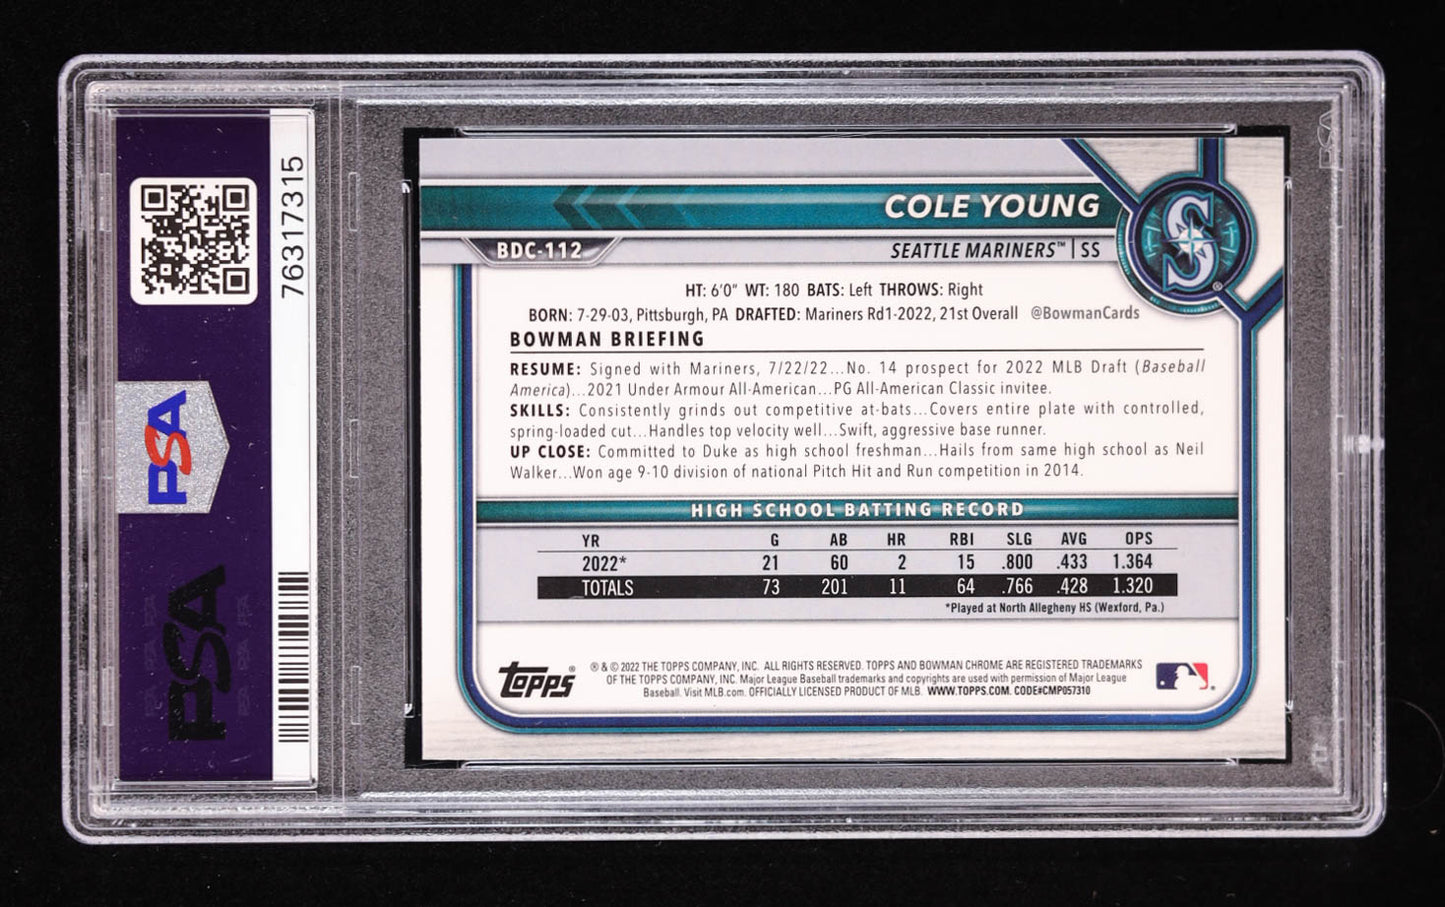 76317315
PSA
PSA
COLE YOUNG
BDC-112
SEATTLE MARINERS™ | SS
HT: 6'0" WT: 180 BATS: Left THROWS: Right
BORN: 7-29-03, Pittsburgh, PA DRAFTED: Mariners Rd1-2022, 21st Overall @BowmanCards
BOWMAN BRIEFING
RESUME: Signed with Mariners, 7/22/22...No. 14 prospect for 2022 MLB Draft (Baseball
America)...2021 Under Armour All-American...PG All-American Classic invitee.
SKILLS: Consistently grinds out competitive at-bats...Covers entire plate with controlled,
spring-loaded cut...Handles top velocity well...Swift, aggressive base runner.
UP CLOSE: Committed to Duke as high school freshman...Hails from same high school as Neil
Walker...Won age 9-10 division of national Pitch Hit and Run competition in 2014.
HIGH SCHOOL BATTING RECORD
YR G AB HR RBI SLG AVG OPS
2022* 21 60 2 15 .800 .433 1.364
TOTALS 73 201 11 64 .766 .428 1.320
*Played at North Allegheny HS (Wexford, Pa.)
Topps®
® & © 2022 THE TOPPS COMPANY, INC. ALL RIGHTS RESERVED. TOPPS AND BOWMAN CHROME ARE REGISTERED TRADEMARKS
OF THE TOPPS COMPANY, INC. Major League Baseball trademarks and copyrights are used with permission of Major League
Baseball. Visit MLB.com. OFFICIALLY LICENSED PRODUCT OF MLB. WWW.TOPPS.COM. CODE#CMP057310